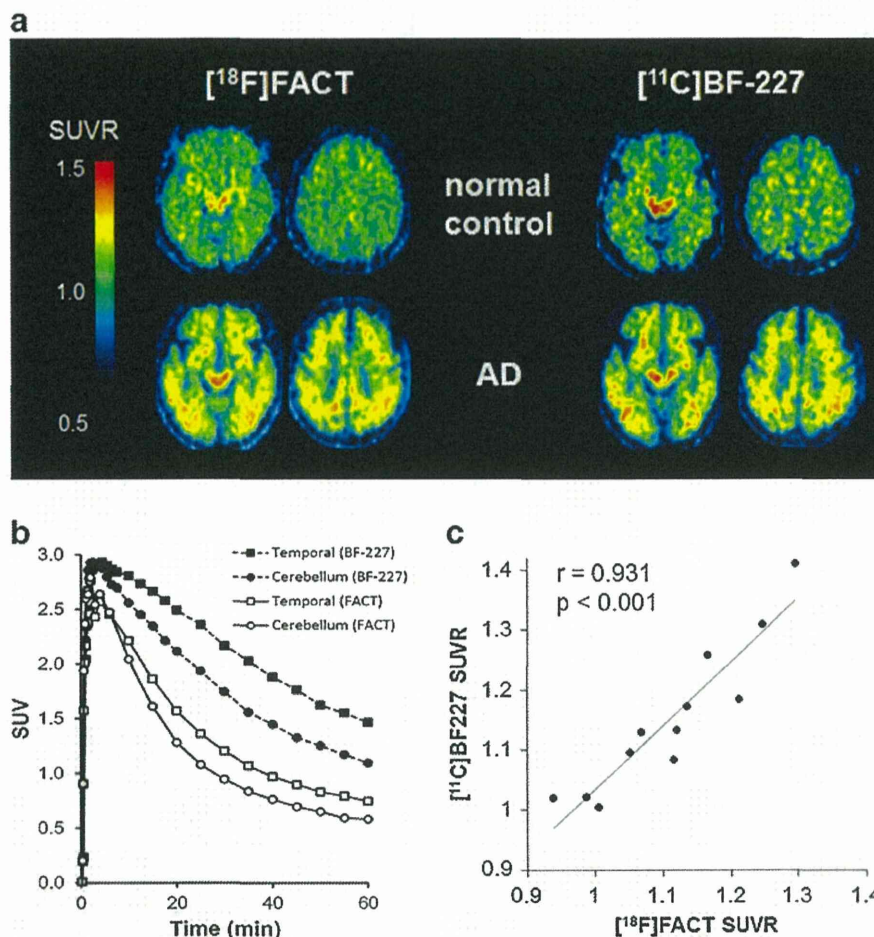 a
[¹⁸F]FACT
[¹¹C]BF-227
SUVR
1.5
1.0
0.5
normal
control
AD
b
3.0
2.5
2.0
1.5
1.0
0.5
0.0
SUV
0
20
40
60
Time (min)
Temporal (BF-227)
Cerebellum (BF-227)
Temporal (FACT)
Cerebellum (FACT)
c
r = 0.931
p < 0.001
1.4
1.3
1.2
1.1
1
0.9
[¹¹C]BF227 SUVR
0.9
1
1.1
1.2
1.3
1.4
[¹⁸F]FACT SUVR